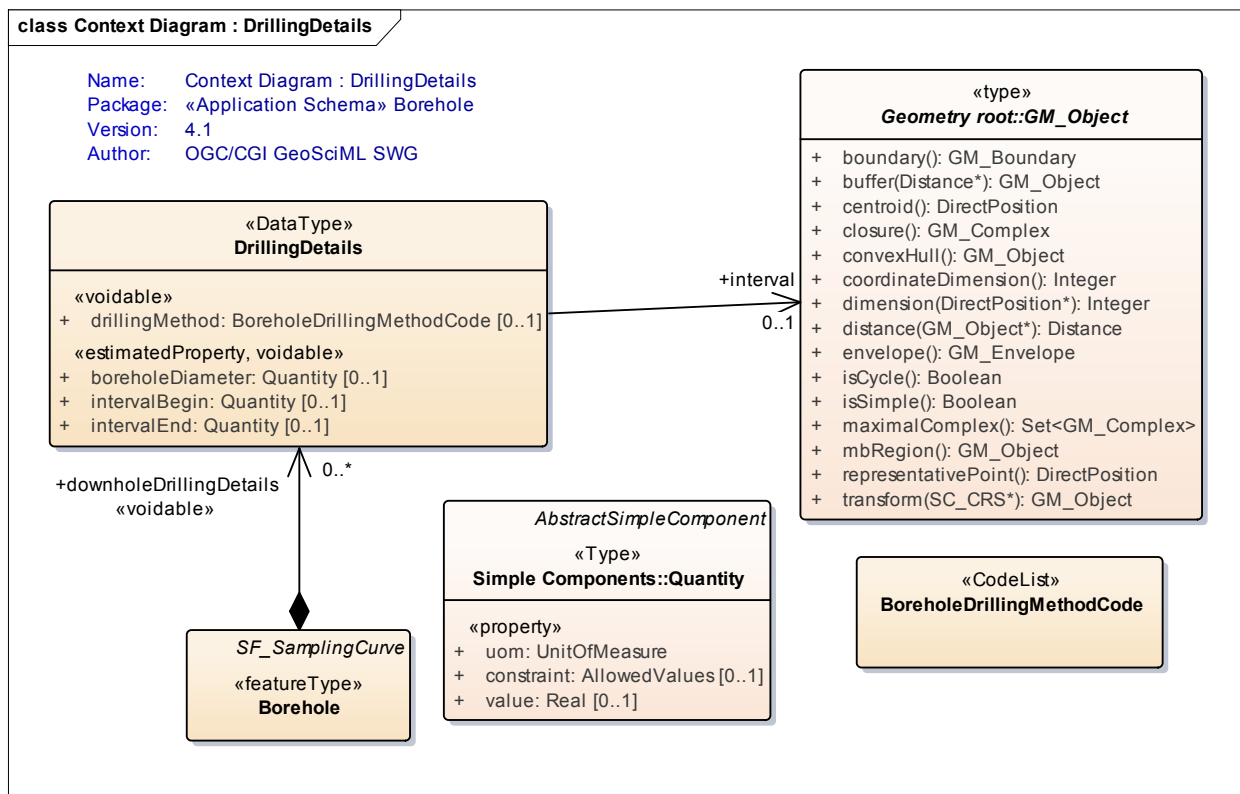 class Context Diagram : DrillingDetails
Name: Context Diagram : DrillingDetails
Package: «Application Schema» Borehole
Version: 4.1
Author: OGC/CGI GeoSciML SWG
«type»
Geometry root::GM_Object
+ boundary(): GM_Boundary
+ buffer(Distance*): GM_Object
+ centroid(): DirectPosition
+ closure(): GM_Complex
+ convexHull(): GM_Object
+ coordinateDimension(): Integer
+ dimension(DirectPosition*): Integer
+ distance(GM_Object*): Distance
+ envelope(): GM_Envelope
+ isCycle(): Boolean
+ isSimple(): Boolean
+ maximalComplex(): Set<GM_Complex>
+ mbRegion(): GM_Object
+ representativePoint(): DirectPosition
+ transform(SC_CRS*): GM_Object
«DataType»
DrillingDetails
«voidable»
+ drillingMethod: BoreholeDrillingMethodCode [0..1]
«estimatedProperty, voidable»
+ boreholeDiameter: Quantity [0..1]
+ intervalBegin: Quantity [0..1]
+ intervalEnd: Quantity [0..1]
+interval
0..1
0..*
+downholeDrillingDetails
«voidable»
AbstractSimpleComponent
«Type»
Simple Components::Quantity
«property»
+ uom: UnitOfMeasure
+ constraint: AllowedValues [0..1]
+ value: Real [0..1]
«CodeList»
BoreholeDrillingMethodCode
SF_SamplingCurve
«featureType»
Borehole